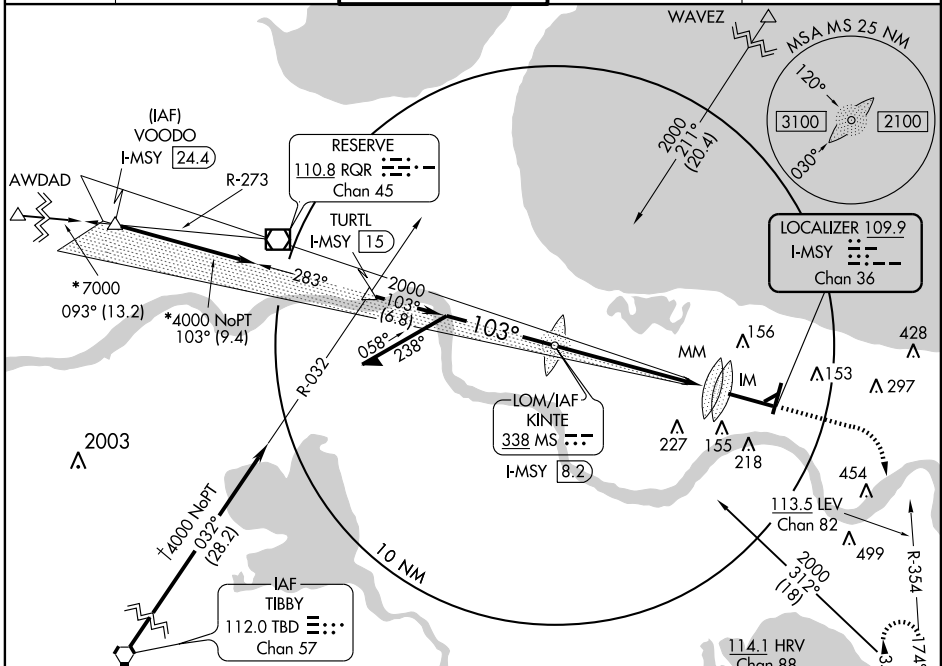 WAVEZ
MSA MS 25 NM
120°
3100
2100
030°
2000
211°
(20.4)
(IAF)
VOODO
I-MSY 24.4
AWDAD
R-273
RESERVE
110.8 RQR
Chan 45
TURTL
I-MSY 15
LOCALIZER 109.9
I-MSY
Chan 36
*7000
093° (13.2)
*4000 NoPT
103° (9.4)
283°
2000
103°
(6.8)
103°
058°
238°
R-032
MM
IM
156
428
153
297
LOM/IAF
KINTE
338 MS
I-MSY 8.2
227
155
218
2003
454
113.5 LEV
Chan 82
499
R-354
†4000 NoPT
032°
(28.2)
10 NM
2000
312°
(18)
IAF
TIBBY
112.0 TBD
Chan 57
114.1 HRV
Chan 88
174°